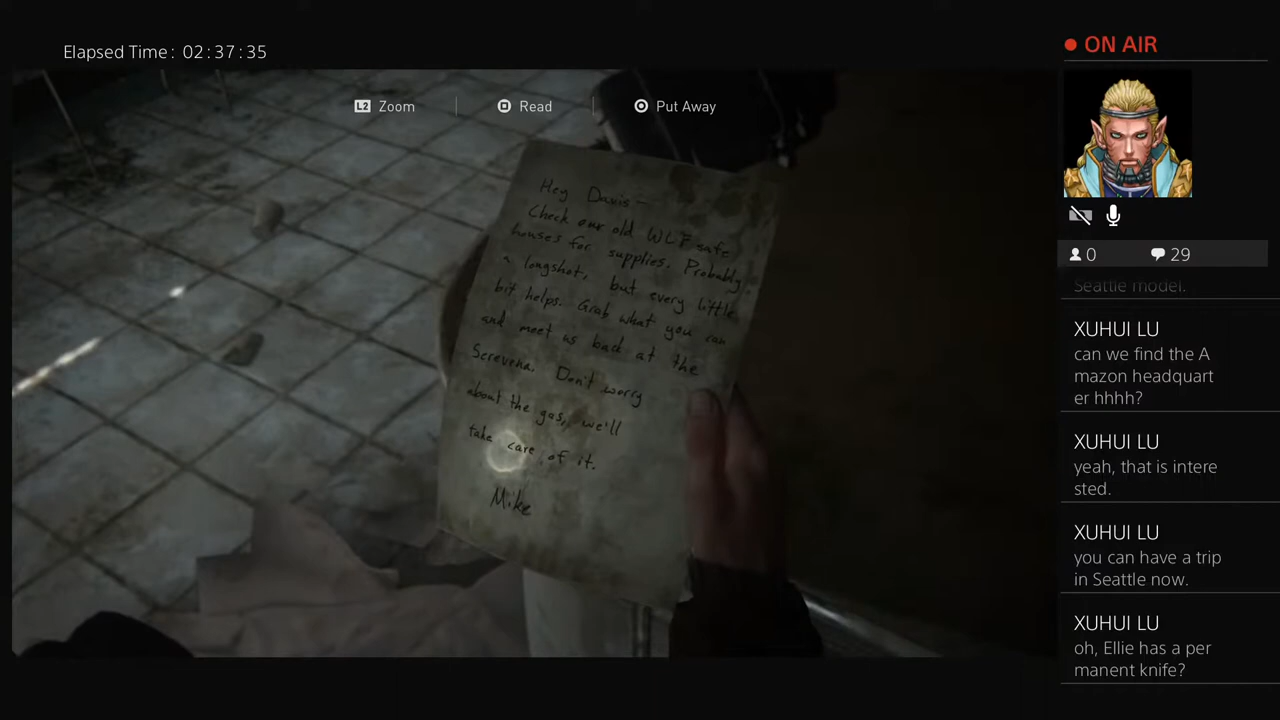 Elapsed Time: 02:37:35
ON AIR
L2 Zoom
Read
Put Away
Hey Davis-
Check our old WLF safe
houses for supplies. Probably
a longshot, but every little
bit helps. Grab what you can
and meet us back at the
Serevena. Don't worry
about the gas, we'll
take care of it.
Mike
0
29
Seattle model.
XUHUI LU
can we find the A
mazon headquart
er hhhh?
XUHUI LU
yeah, that is intere
sted.
XUHUI LU
you can have a trip
in Seattle now.
XUHUI LU
oh, Ellie has a per
manent knife?